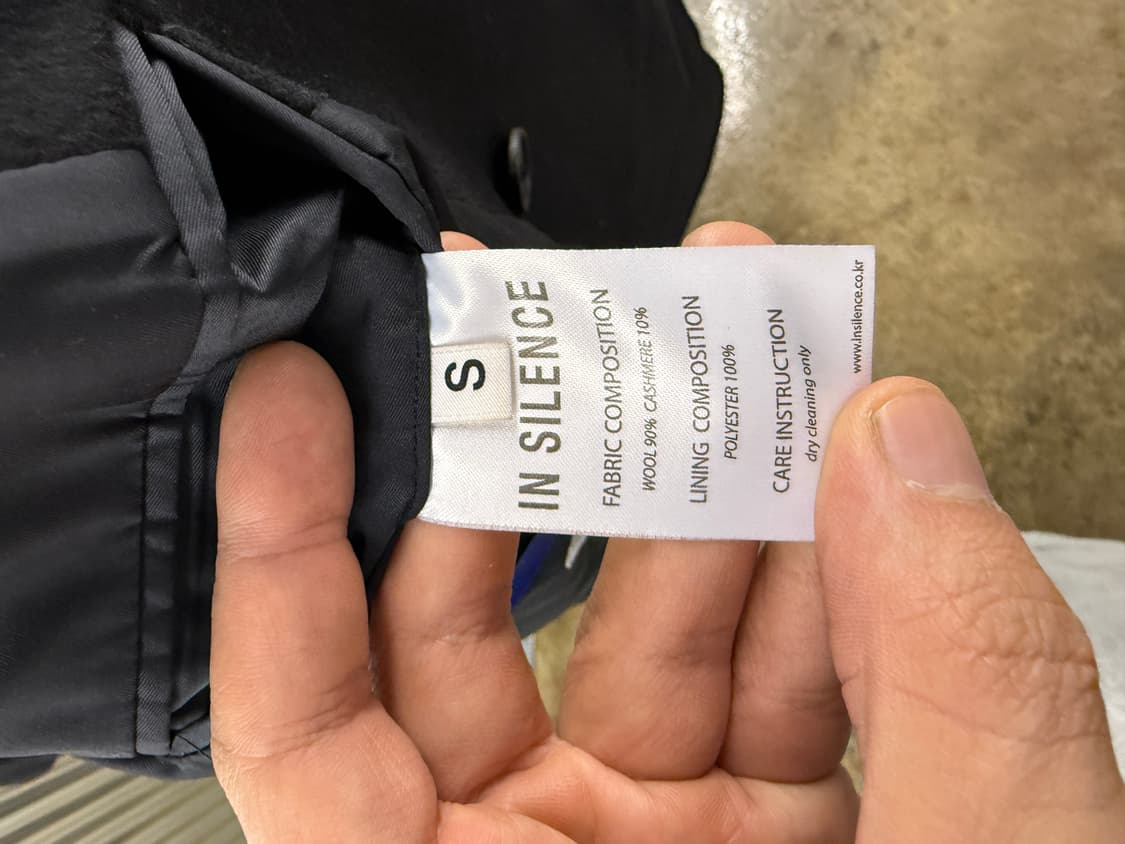 S
IN SILENCE
FABRIC COMPOSITION
WOOL 90% CASHMERE 10%
LINING COMPOSITION
POLYESTER 100%
CARE INSTRUCTION
dry cleaning only
www.insilence.co.kr